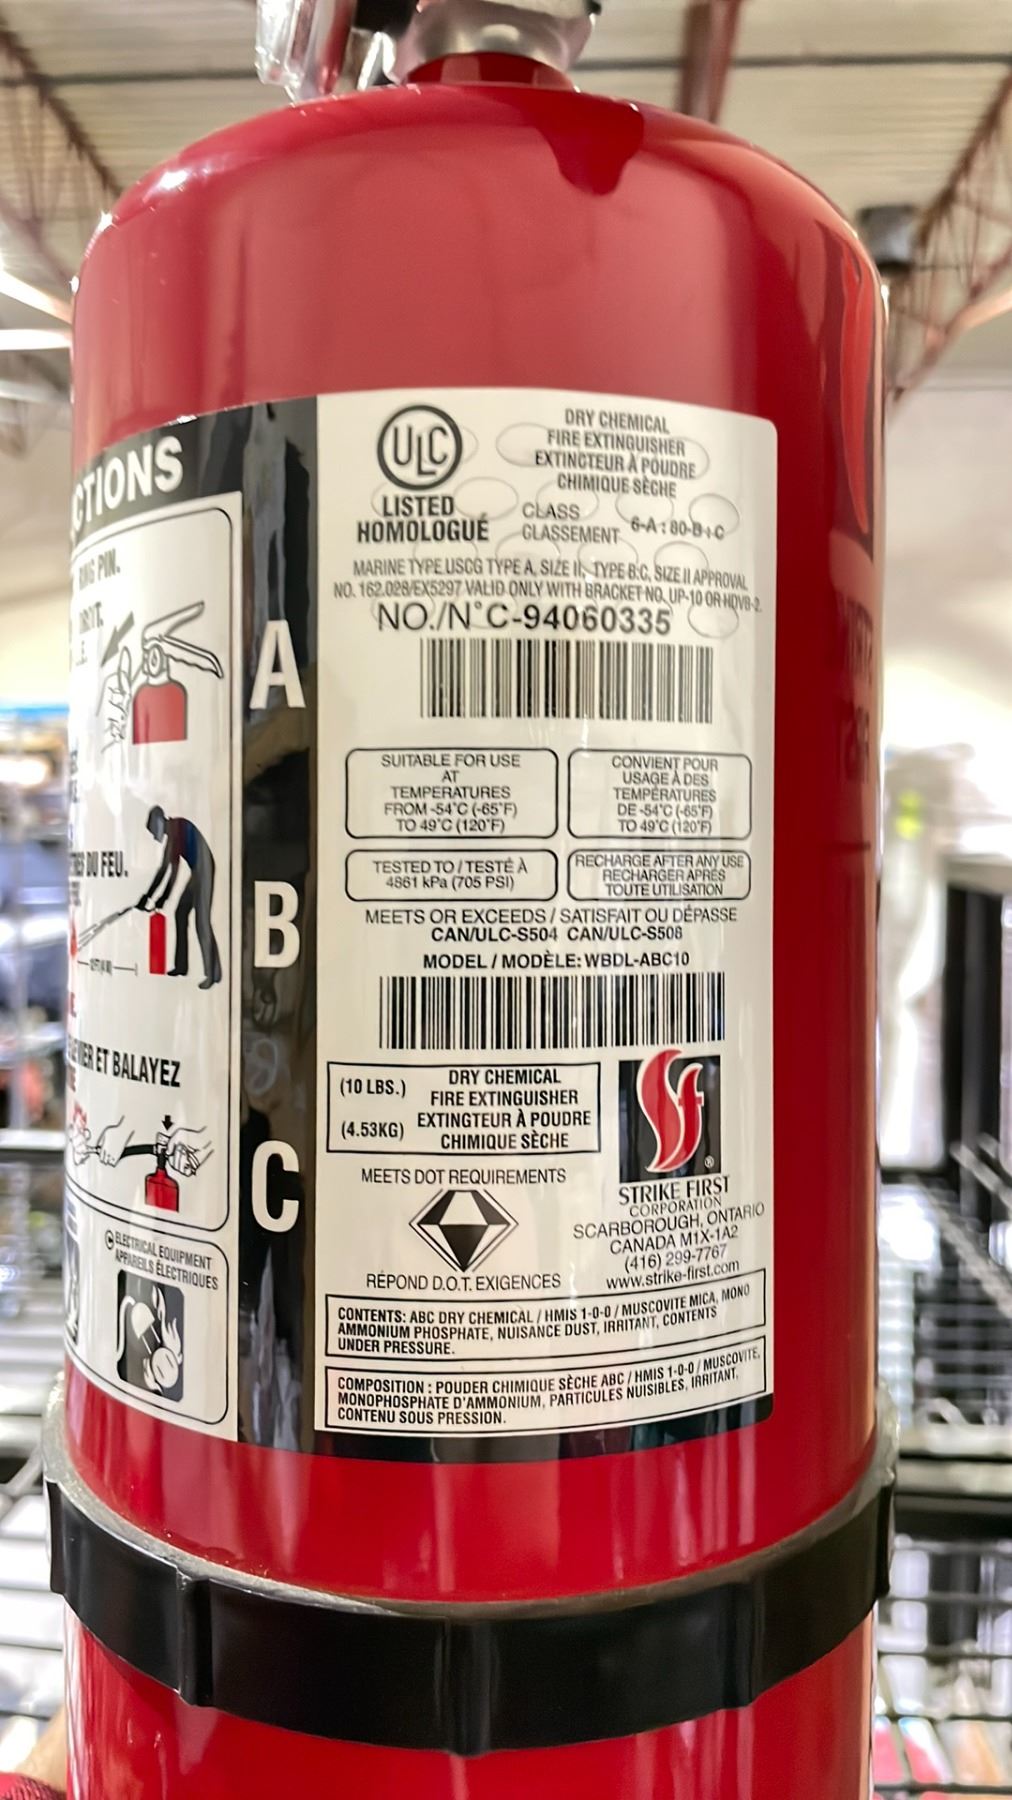 CTIONS
RING PIN.
DU FEU.
ET BALAYEZ
C ELECTRICAL EQUIPMENT
APPAREILS ÉLECTRIQUES
A
B
C
ULC
LISTED
HOMOLOGUÉ
DRY CHEMICAL
FIRE EXTINGUISHER
EXTINCTEUR À POUDRE
CHIMIQUE SÈCHE
CLASS
CLASSEMENT 6-A : 80-B:C
MARINE TYPE USCG TYPE A, SIZE II, TYPE B:C, SIZE II APPROVAL
NO. 162.028/EX5297 VALID ONLY WITH BRACKET NO. UP-10 OR HDVB-2.
NO./N°C-94060335
SUITABLE FOR USE
AT
TEMPERATURES
FROM -54°C (-65°F)
TO 49°C (120°F)
CONVIENT POUR
USAGE À DES
TEMPÉRATURES
DE -54°C (-65°F)
TO 49°C (120°F)
TESTED TO / TESTÉ À
4861 kPa (705 PSI)
RECHARGE AFTER ANY USE
RECHARGER APRÈS
TOUTE UTILISATION
MEETS OR EXCEEDS / SATISFAIT OU DÉPASSE
CAN/ULC-S504 CAN/ULC-S508
MODEL / MODÈLE: WBDL-ABC10
(10 LBS.)
(4.53KG)
DRY CHEMICAL
FIRE EXTINGUISHER
EXTINGTEUR À POUDRE
CHIMIQUE SÈCHE
MEETS DOT REQUIREMENTS
RÉPOND D.O.T. EXIGENCES
Sf ®
STRIKE FIRST
CORPORATION
SCARBOROUGH, ONTARIO
CANADA M1X-1A2
(416) 299-7767
www.strike-first.com
CONTENTS: ABC DRY CHEMICAL / HMIS 1-0-0 / MUSCOVITE MICA, MONO
AMMONIUM PHOSPHATE, NUISANCE DUST, IRRITANT, CONTENTS
UNDER PRESSURE.
COMPOSITION : POUDER CHIMIQUE SÈCHE ABC / HMIS 1-0-0 / MUSCOVITE,
MONOPHOSPHATE D'AMMONIUM, PARTICULES NUISIBLES, IRRITANT,
CONTENU SOUS PRESSION.